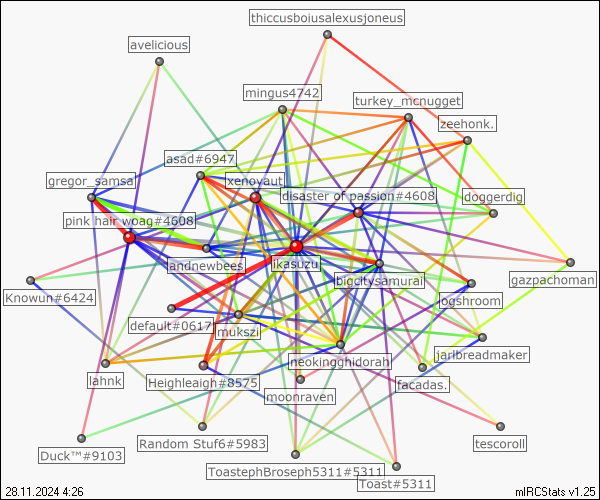 thiccusboiusalexusjoneus
avelicious
mingus4742
turkey_mcnugget
zeehonk.
asad#6947
gregor_samsa
xenovaut
disaster of passion#4608
doggerdig
pink hair woag#4608
andnewbees
ikasuzu
bigcitysamurai
gazpachoman
Knowun#6424
ogshroom
default#0617
mukszi
neokingghidorah
jarlbreadmaker
lahnk
Heighleaigh#8575
moonraven
facadas.
Duck™#9103
Random Stuf6#5983
ToastephBroseph5311#5311
Toast#5311
tescoroll
28.11.2024 4:26
mIRCStats v1.25